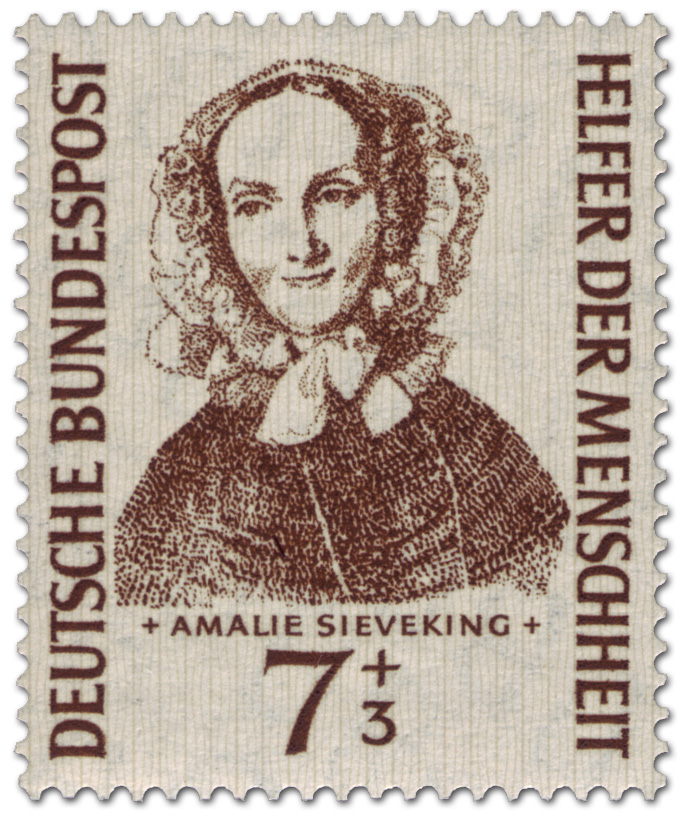 DEUTSCHE BUNDESPOST
HELFER DER MENSCHHEIT
+ AMALIE SIEVEKING +
7+3